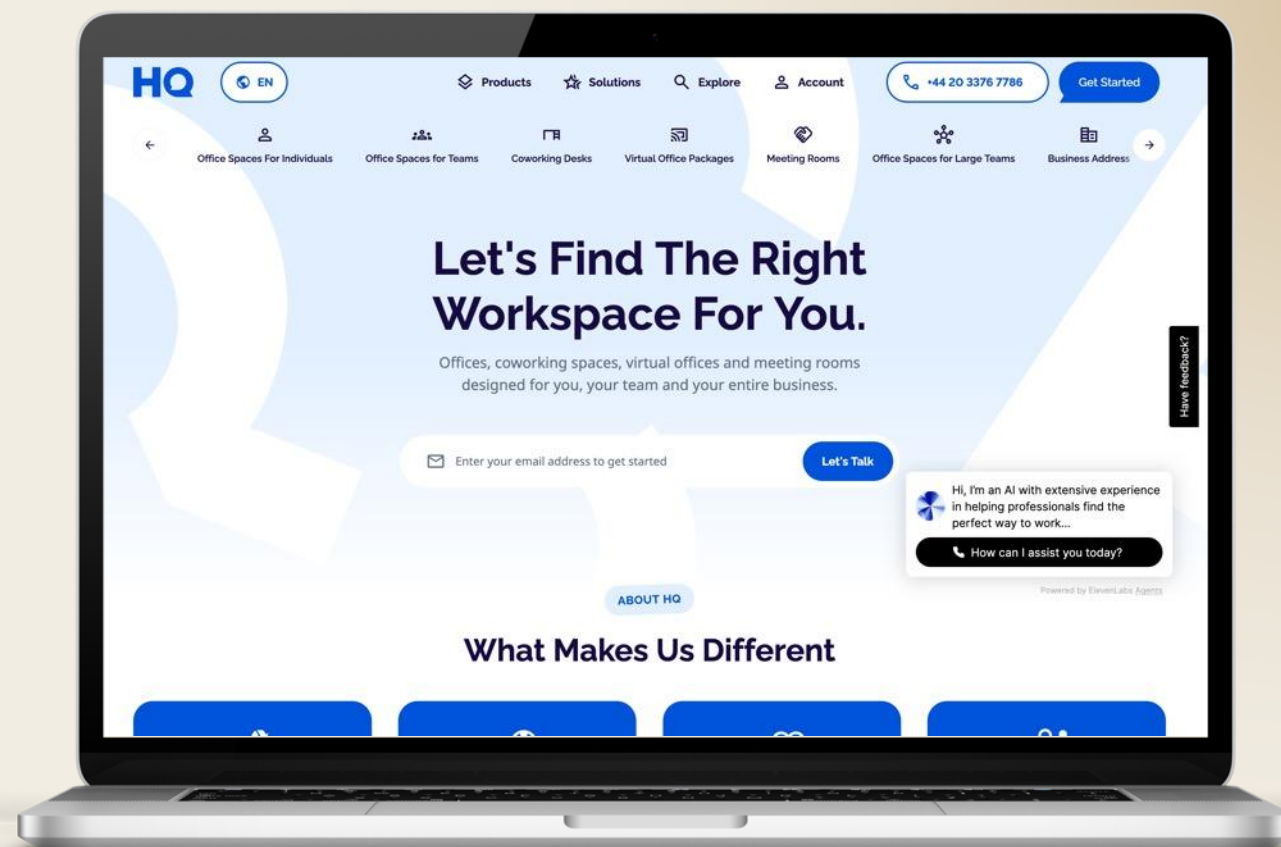 HQ
EN
Products
Solutions
Explore
Account
+44 20 3376 7786
Get Started
Office Spaces For Individuals
Office Spaces for Teams
Coworking Desks
Virtual Office Packages
Meeting Rooms
Office Spaces for Large Teams
Business Address
Let's Find The Right
Workspace For You.
Offices, coworking spaces, virtual offices and meeting rooms
designed for you, your team and your entire business.
Enter your email address to get started
Let's Talk
Have feedback?
Hi, I'm an AI with extensive experience
in helping professionals find the
perfect way to work...
How can I assist you today?
Powered by ElevenLabs Agents
ABOUT HQ
What Makes Us Different